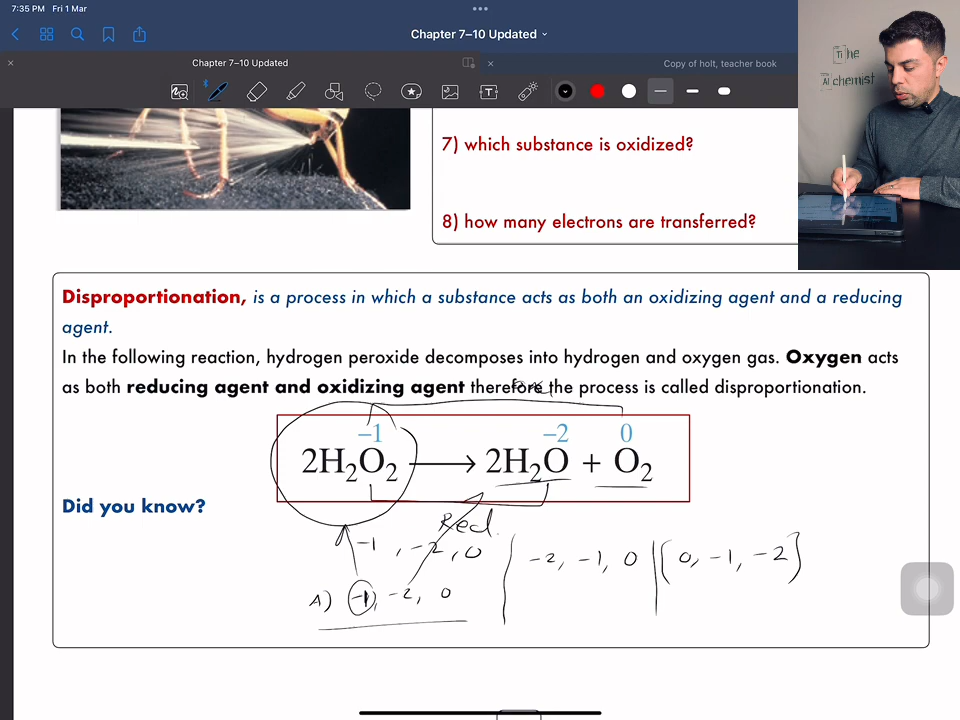 7:35 PM Fri 1 Mar
Chapter 7–10 Updated
Chapter 7–10 Updated
Copy of holt, teacher book
The
Alchemist
7) which substance is oxidized?
8) how many electrons are transferred?
Disproportionation, is a process in which a substance acts as both an oxidizing agent and a reducing
agent.
In the following reaction, hydrogen peroxide decomposes into hydrogen and oxygen gas. Oxygen acts
as both reducing agent and oxidizing agent therefore the process is called disproportionation.
–1 –2 0
2H₂O₂ ⟶ 2H₂O + O₂
Did you know?
Red.
-1, -2, 0
-2, -1, 0 | [0, -1, -2]
A) -1, -2, 0